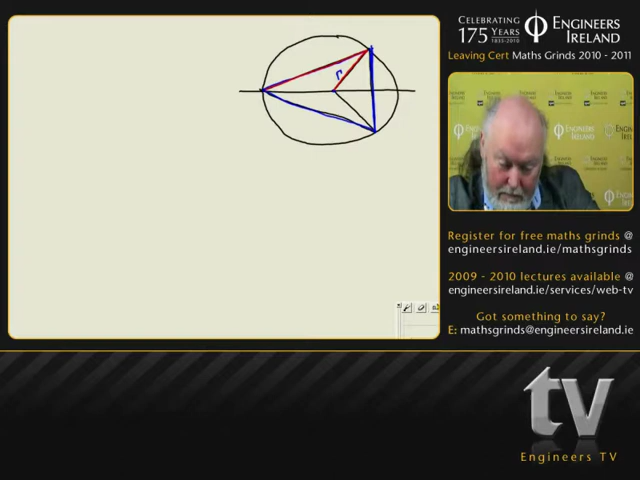 CELEBRATING
175 YEARS
1835-2010
ENGINEERS
IRELAND
Leaving Cert Maths Grinds 2010 - 2011
r
Register for free maths grinds @
engineersireland.ie/mathsgrinds
2009 - 2010 lectures available @
engineersireland.ie/services/web-tv
Got something to say?
E: mathsgrinds@engineersireland.ie
tv
Engineers TV